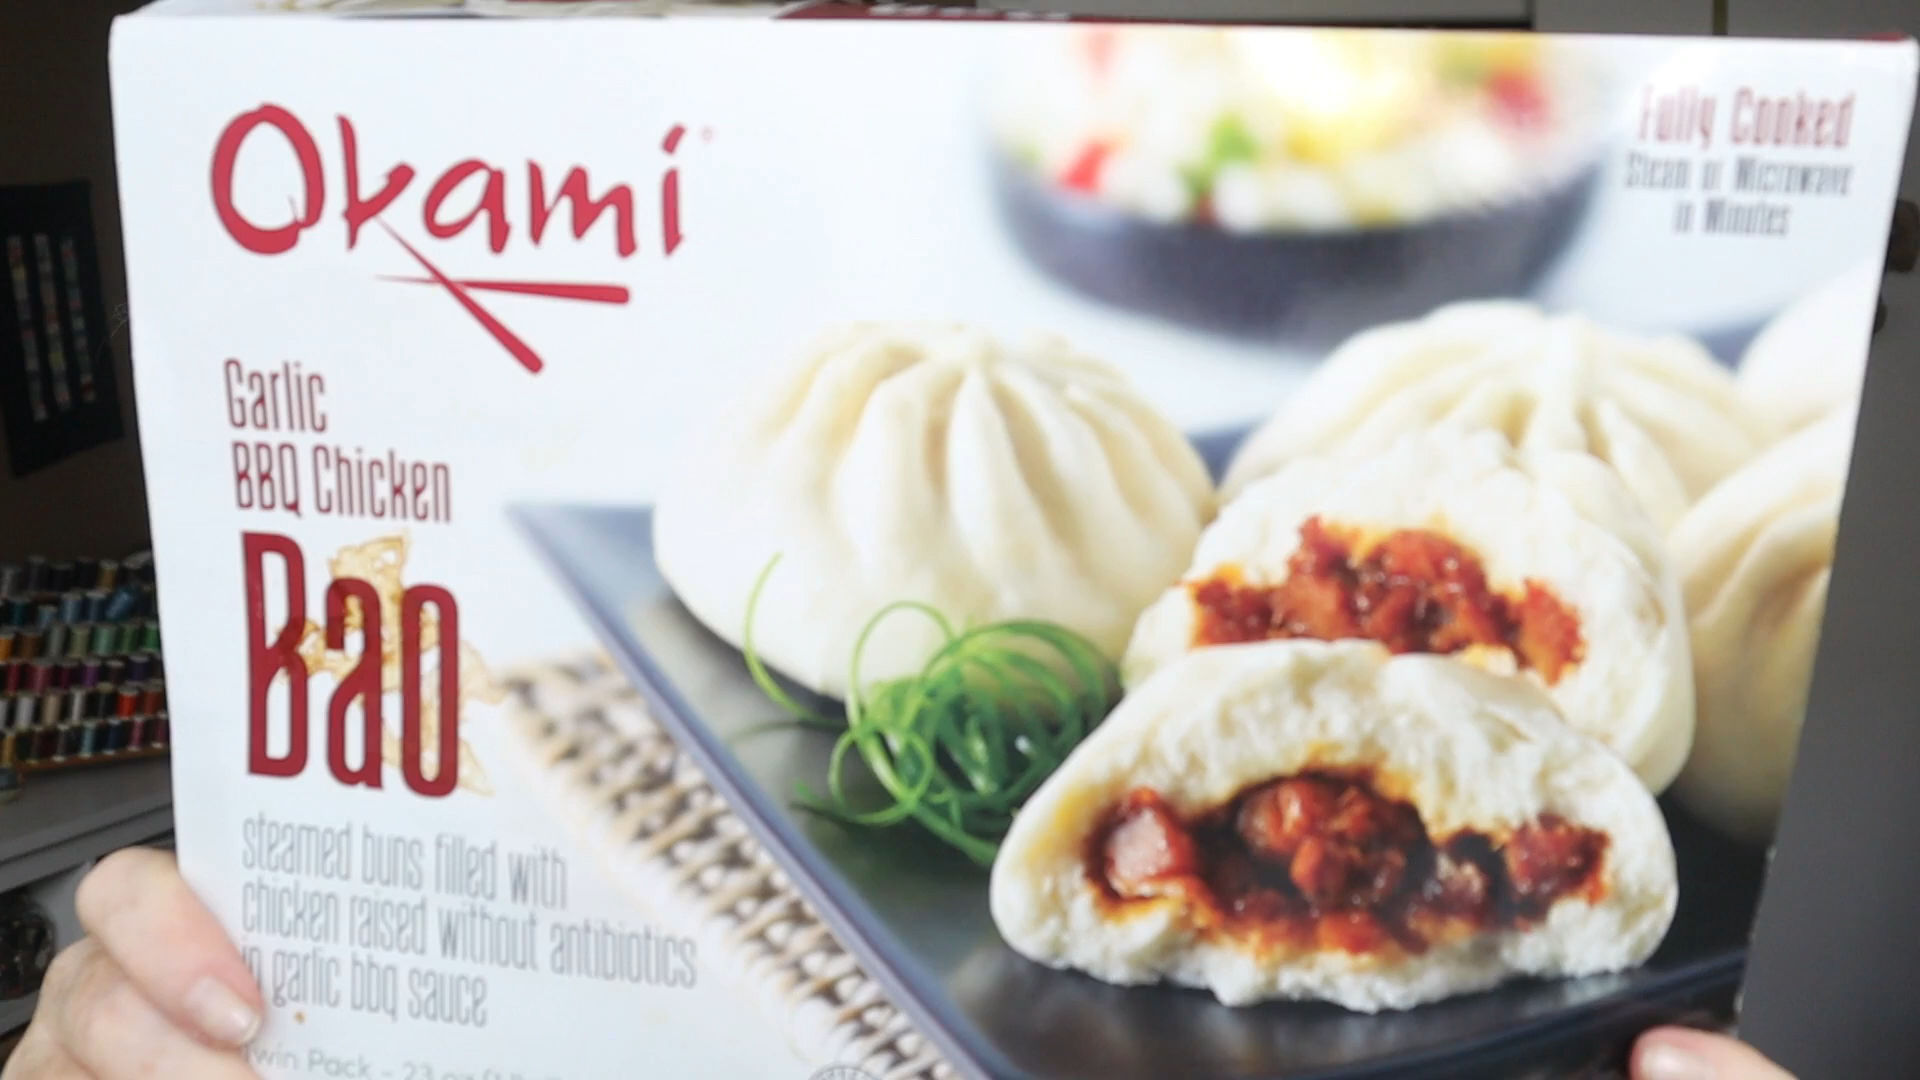 Okami
Fully Cooked
Steam or Microwave
in Minutes
Garlic
BBQ Chicken
Bao
steamed buns filled with
chicken raised without antibiotics
in garlic bbq sauce
Twin Pack - 23 oz